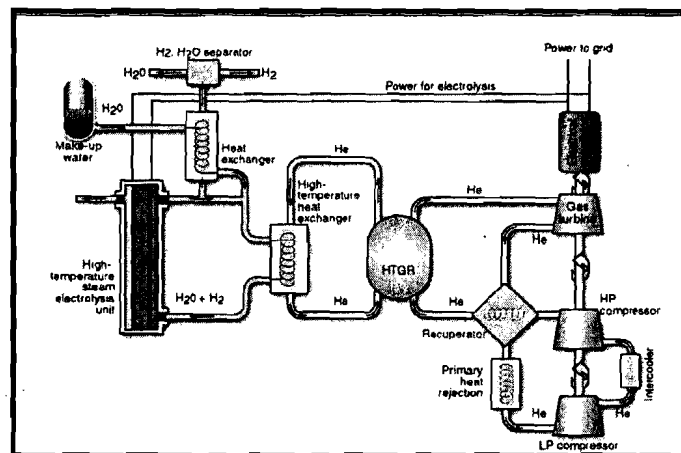 H2, H2O separator
H2O
H2
Power to grid
Power for electrolysis
H2O
Make-up
water
Heat
exchanger
He
High-
temperature
heat
exchanger
He
Gas
turbine
He
HTGR
High-
temperature
steam
electrolysis
unit
H2O + H2
He
He
Recuperator
HP
compressor
Primary
heat
rejection
Intercooler
He
He
LP compressor